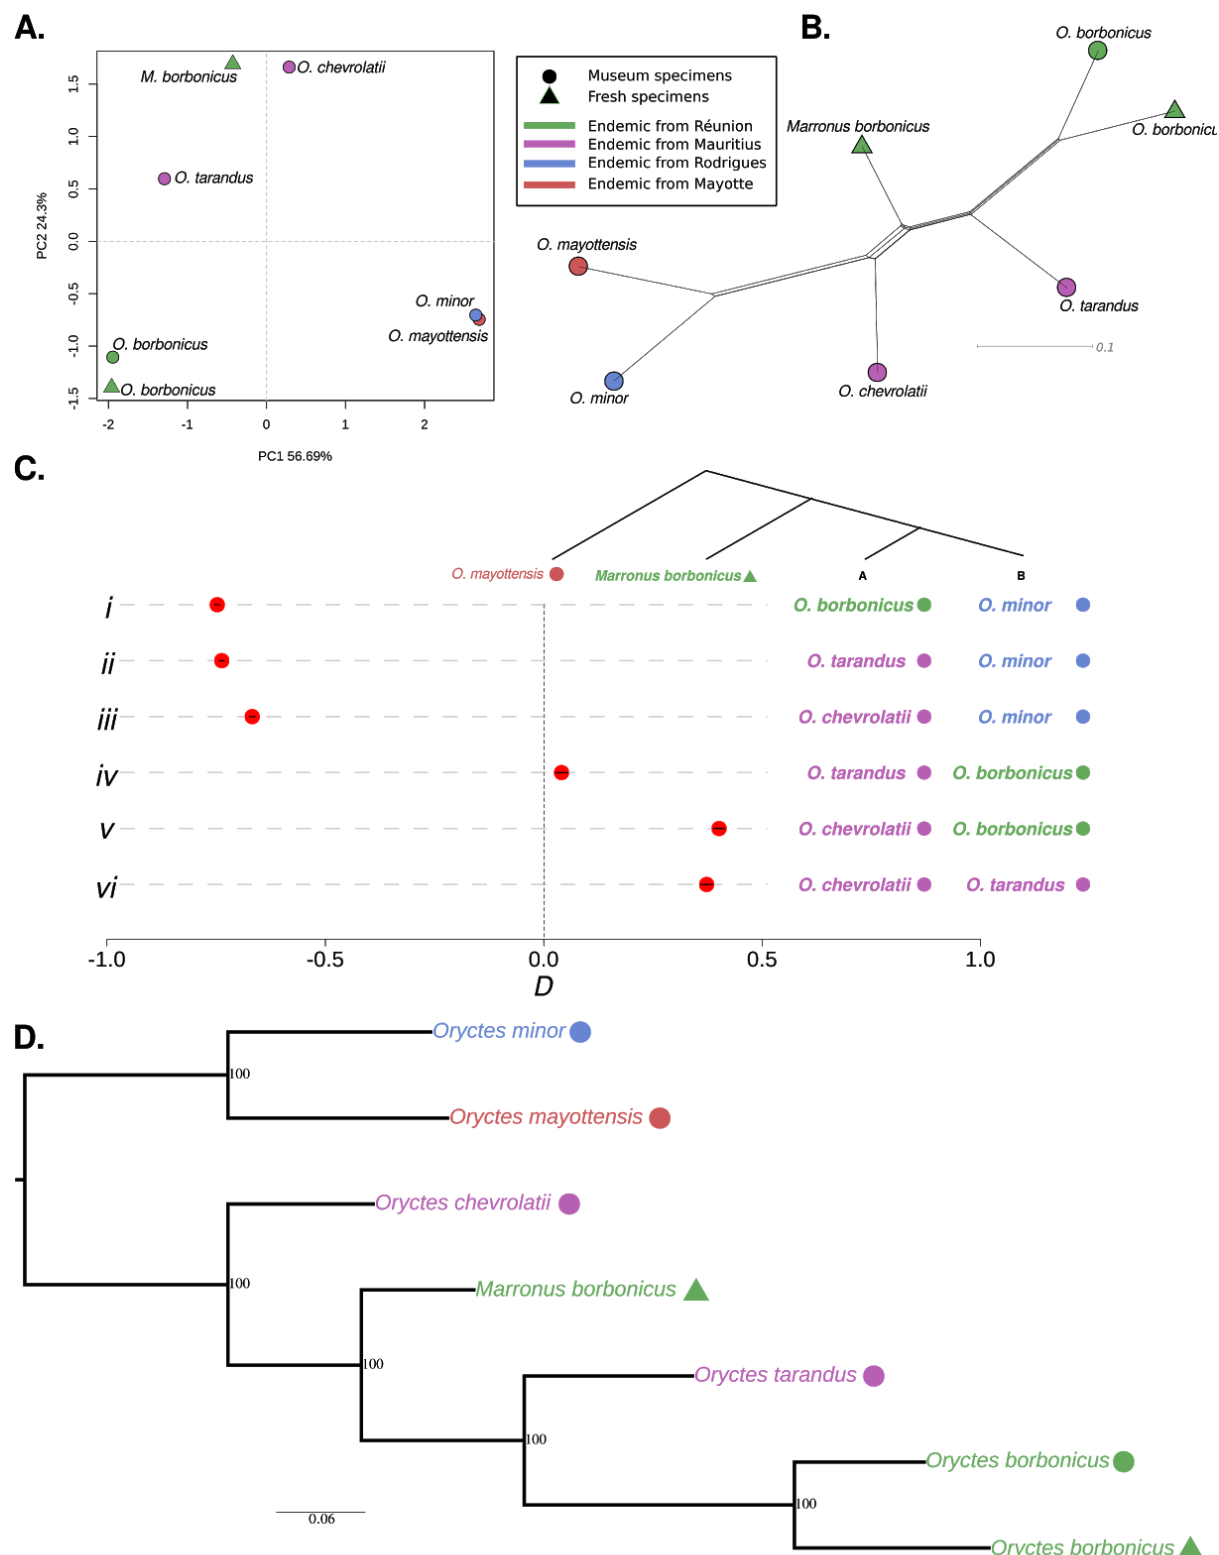 A.
M. borbonicus
O. chevrolatii
O. tarandus
O. minor
O. mayottensis
O. borbonicus
O. borbonicus
PC2 24.3%
1.5
1.0
0.5
0.0
-0.5
-1.0
-1.5
-2 -1 0 1 2
PC1 56.69%
Museum specimens
Fresh specimens
Endemic from Réunion
Endemic from Mauritius
Endemic from Rodrigues
Endemic from Mayotte
B.
O. borbonicus
O. borbonicu
Marronus borbonicus
O. mayottensis
O. tarandus
O. minor
O. chevrolatii
0.1
C.
O. mayottensis Marronus borbonicus A B
i O. borbonicus O. minor
ii O. tarandus O. minor
iii O. chevrolatii O. minor
iv O. tarandus O. borbonicus
v O. chevrolatii O. borbonicus
vi O. chevrolatii O. tarandus
-1.0 -0.5 0.0 0.5 1.0
D
D.
Oryctes minor
100
Oryctes mayottensis
Oryctes chevrolatii
100
Marronus borbonicus
100
Oryctes tarandus
100
Oryctes borbonicus
100
Oryctes borbonicus
0.06